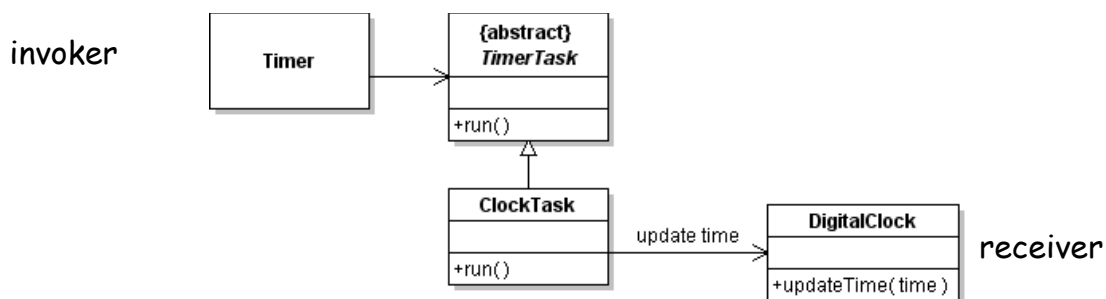 invoker
Timer
{abstract}
TimerTask
+run()
ClockTask
+run()
update time
DigitalClock
+updateTime( time )
receiver